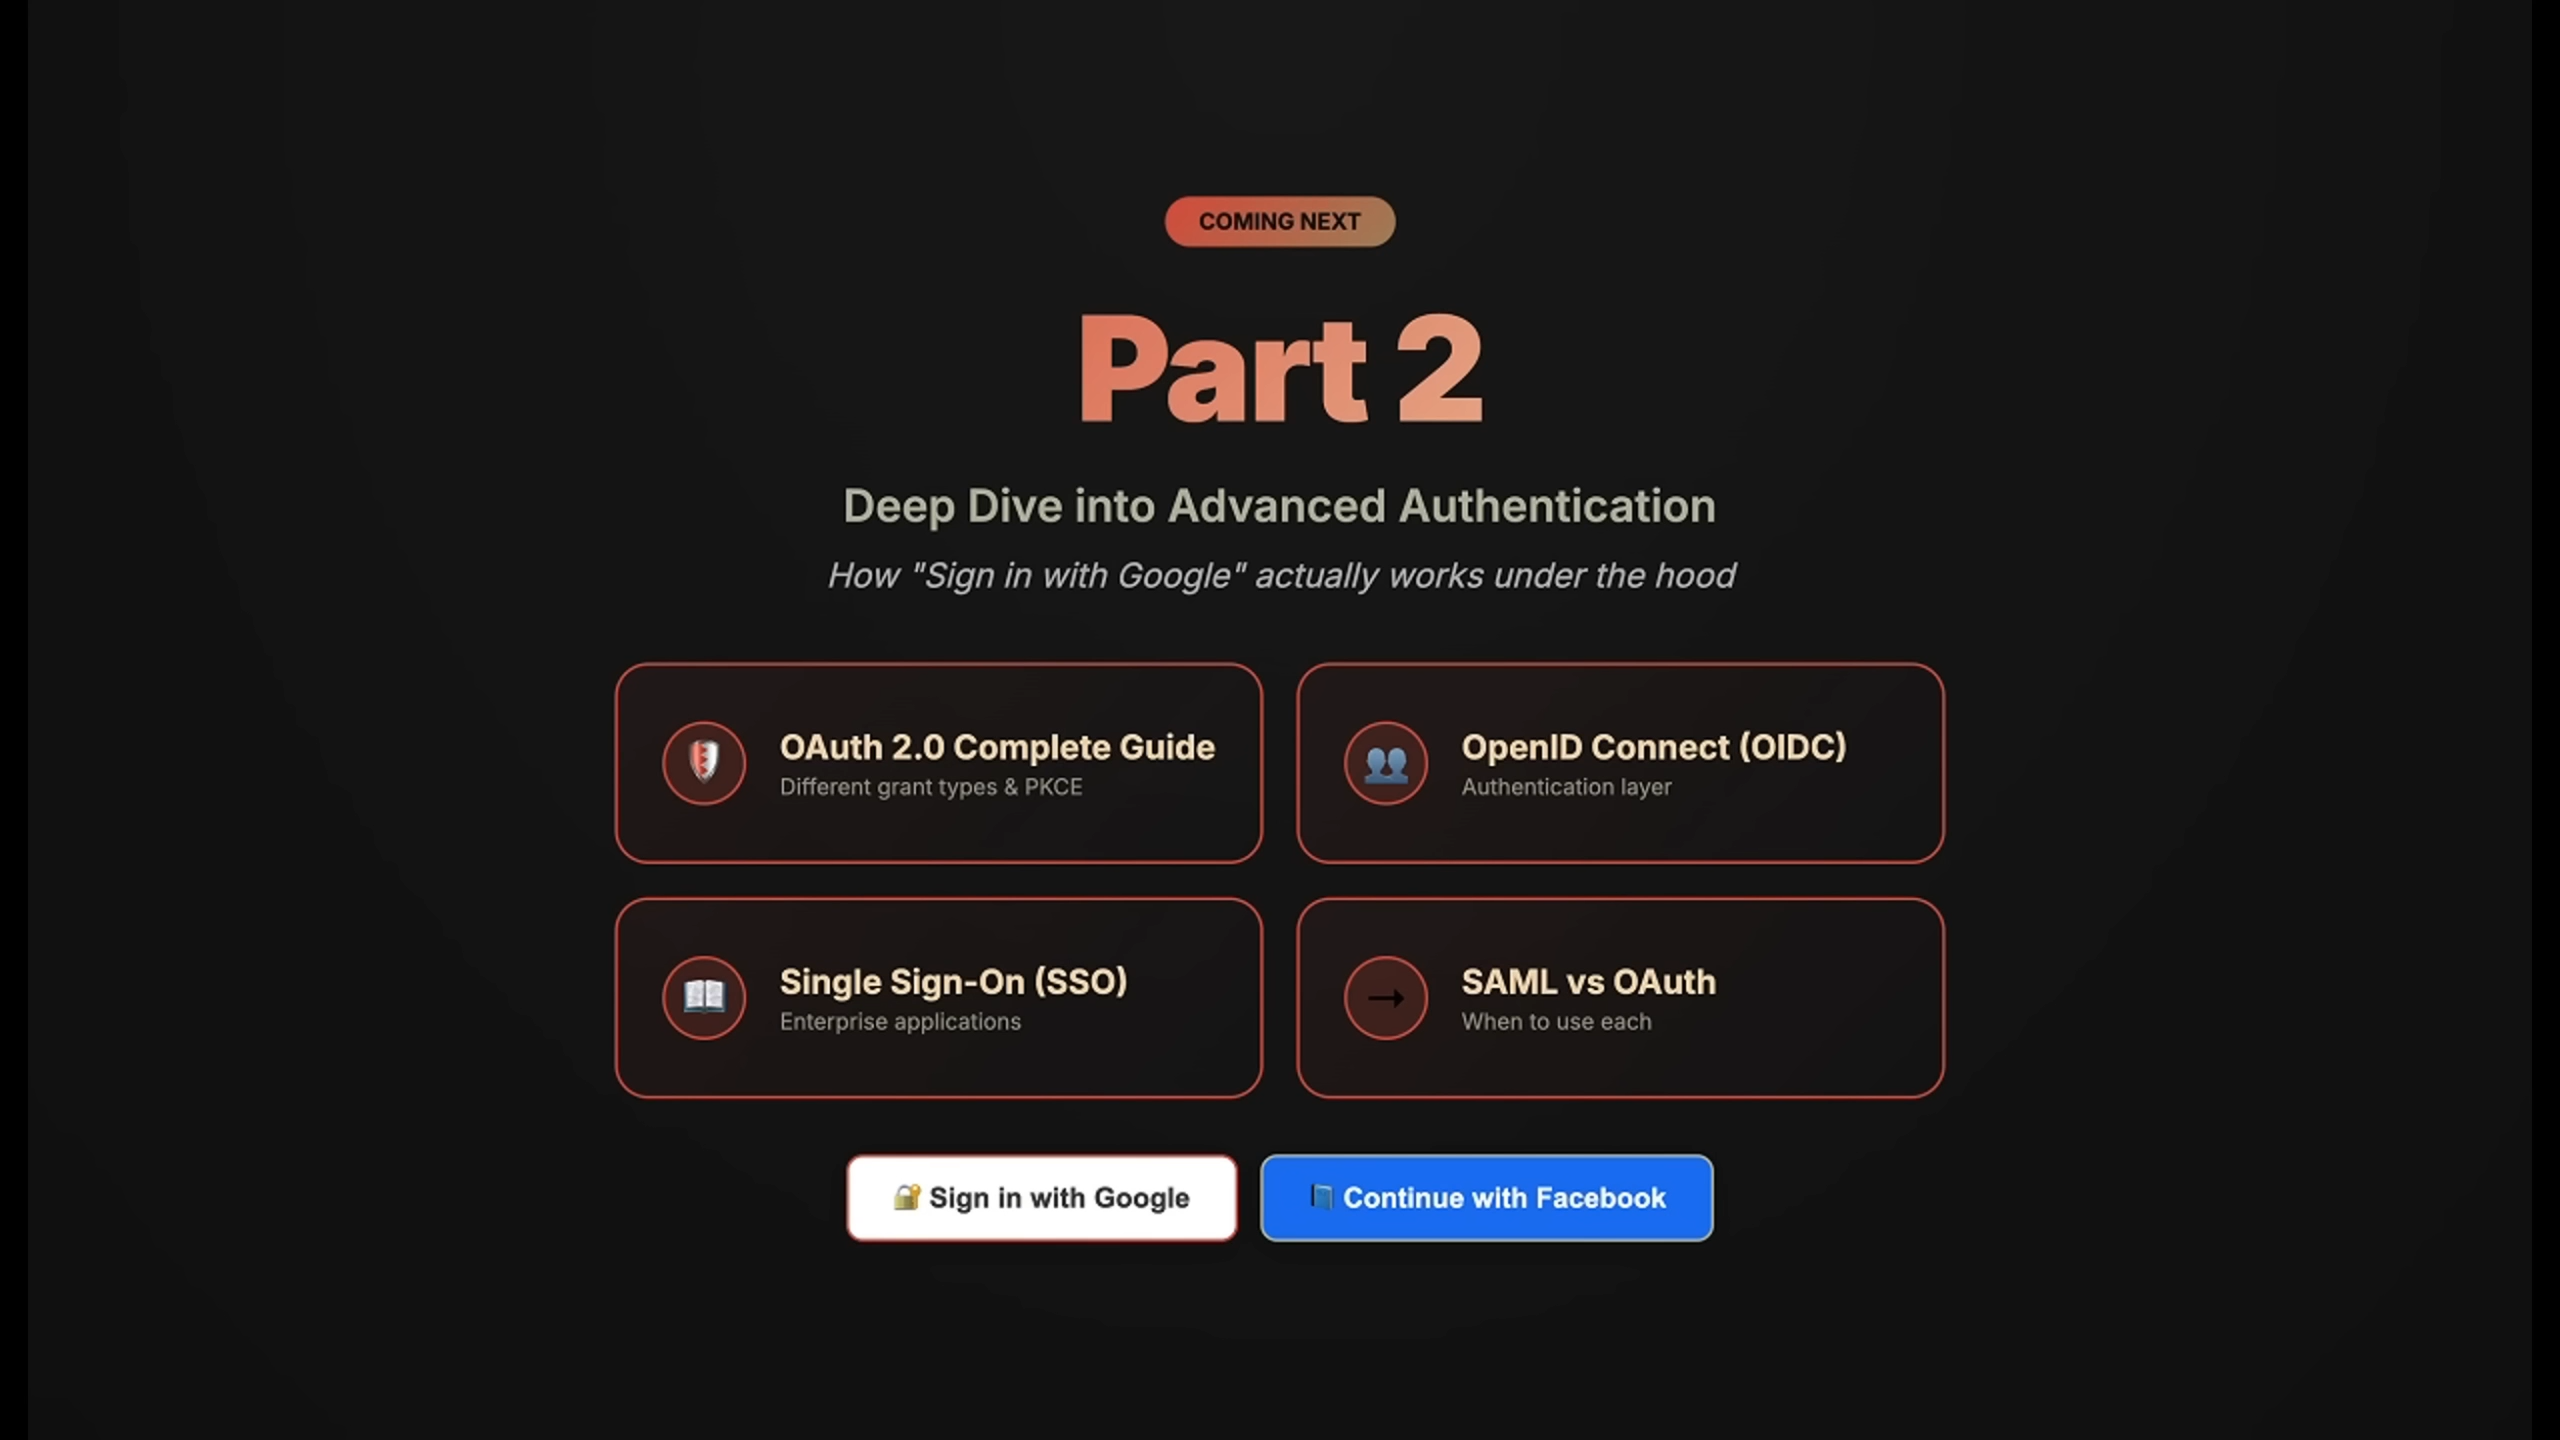 COMING NEXT
Part 2
Deep Dive into Advanced Authentication
How "Sign in with Google" actually works under the hood
OAuth 2.0 Complete Guide
Different grant types & PKCE
OpenID Connect (OIDC)
Authentication layer
Single Sign-On (SSO)
Enterprise applications
SAML vs OAuth
When to use each
Sign in with Google
Continue with Facebook